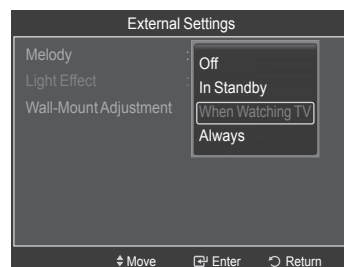 External Settings
Melody :
Off
Light Effect :
In Standby
Wall-Mount Adjustment
When Watching TV
Always
Move Enter Return